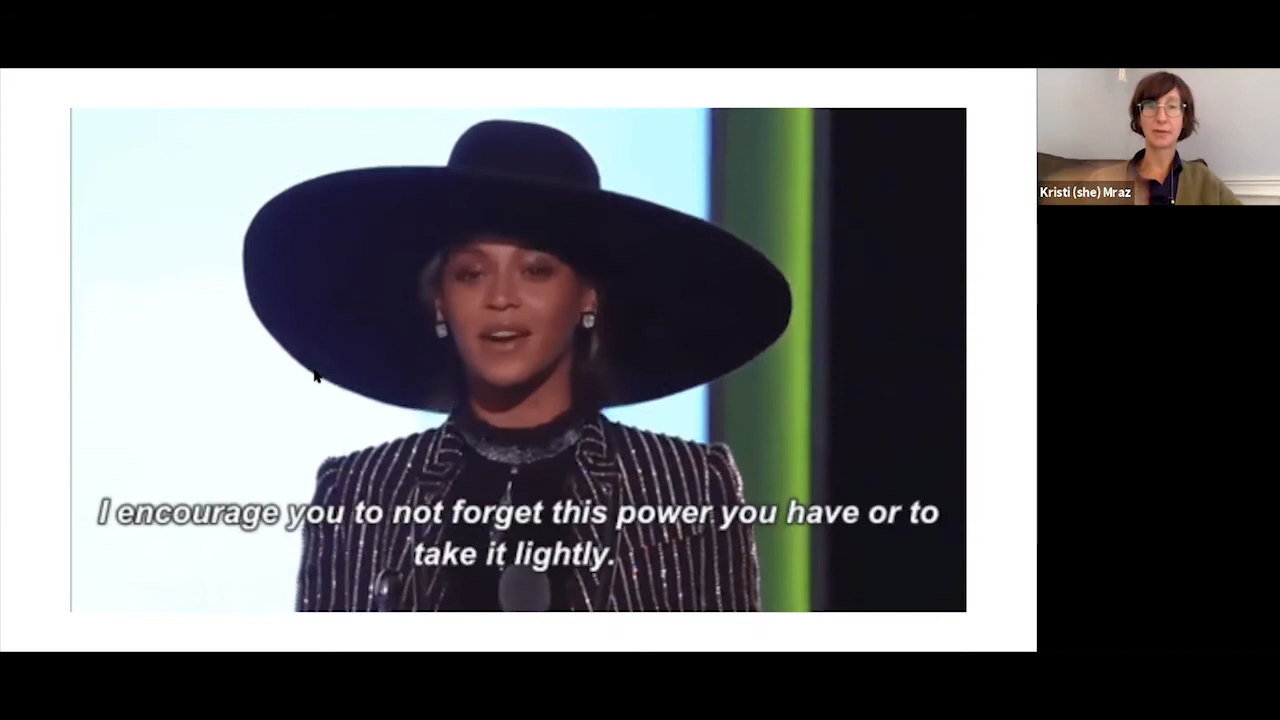 I encourage you to not forget this power you have or to
take it lightly.
Kristi (she) Mraz